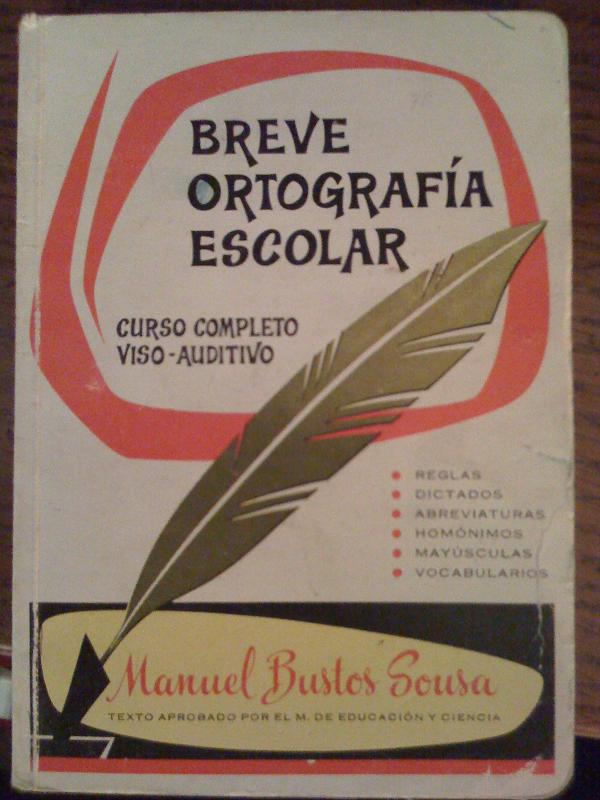 BREVE
ORTOGRAFÍA
ESCOLAR
CURSO COMPLETO
VISO-AUDITIVO
REGLAS
DICTADOS
ABREVIATURAS
HOMÓNIMOS
MAYÚSCULAS
VOCABULARIOS
Manuel Bustos Sousa
TEXTO APROBADO POR EL M. DE EDUCACIÓN Y CIENCIA